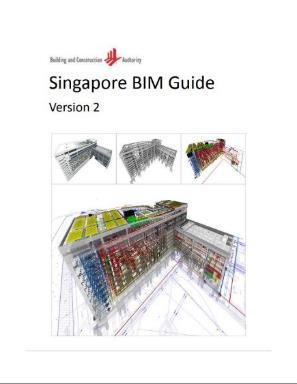 Building and Construction Authority
Singapore BIM Guide
Version 2